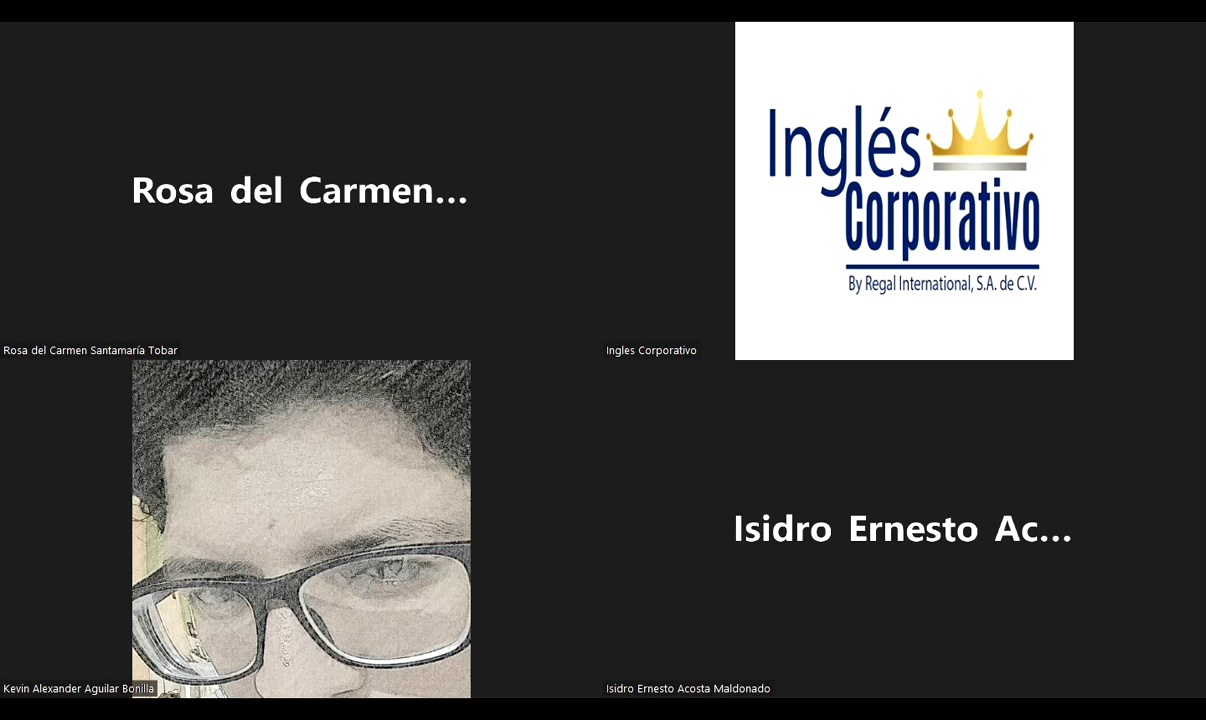 Rosa del Carmen...
Rosa del Carmen Santamaría Tobar
Inglés
Corporativo
By Regal International, S.A. de C.V.
Ingles Corporativo
Kevin Alexander Aguilar Bonilla
Isidro Ernesto Ac...
Isidro Ernesto Acosta Maldonado